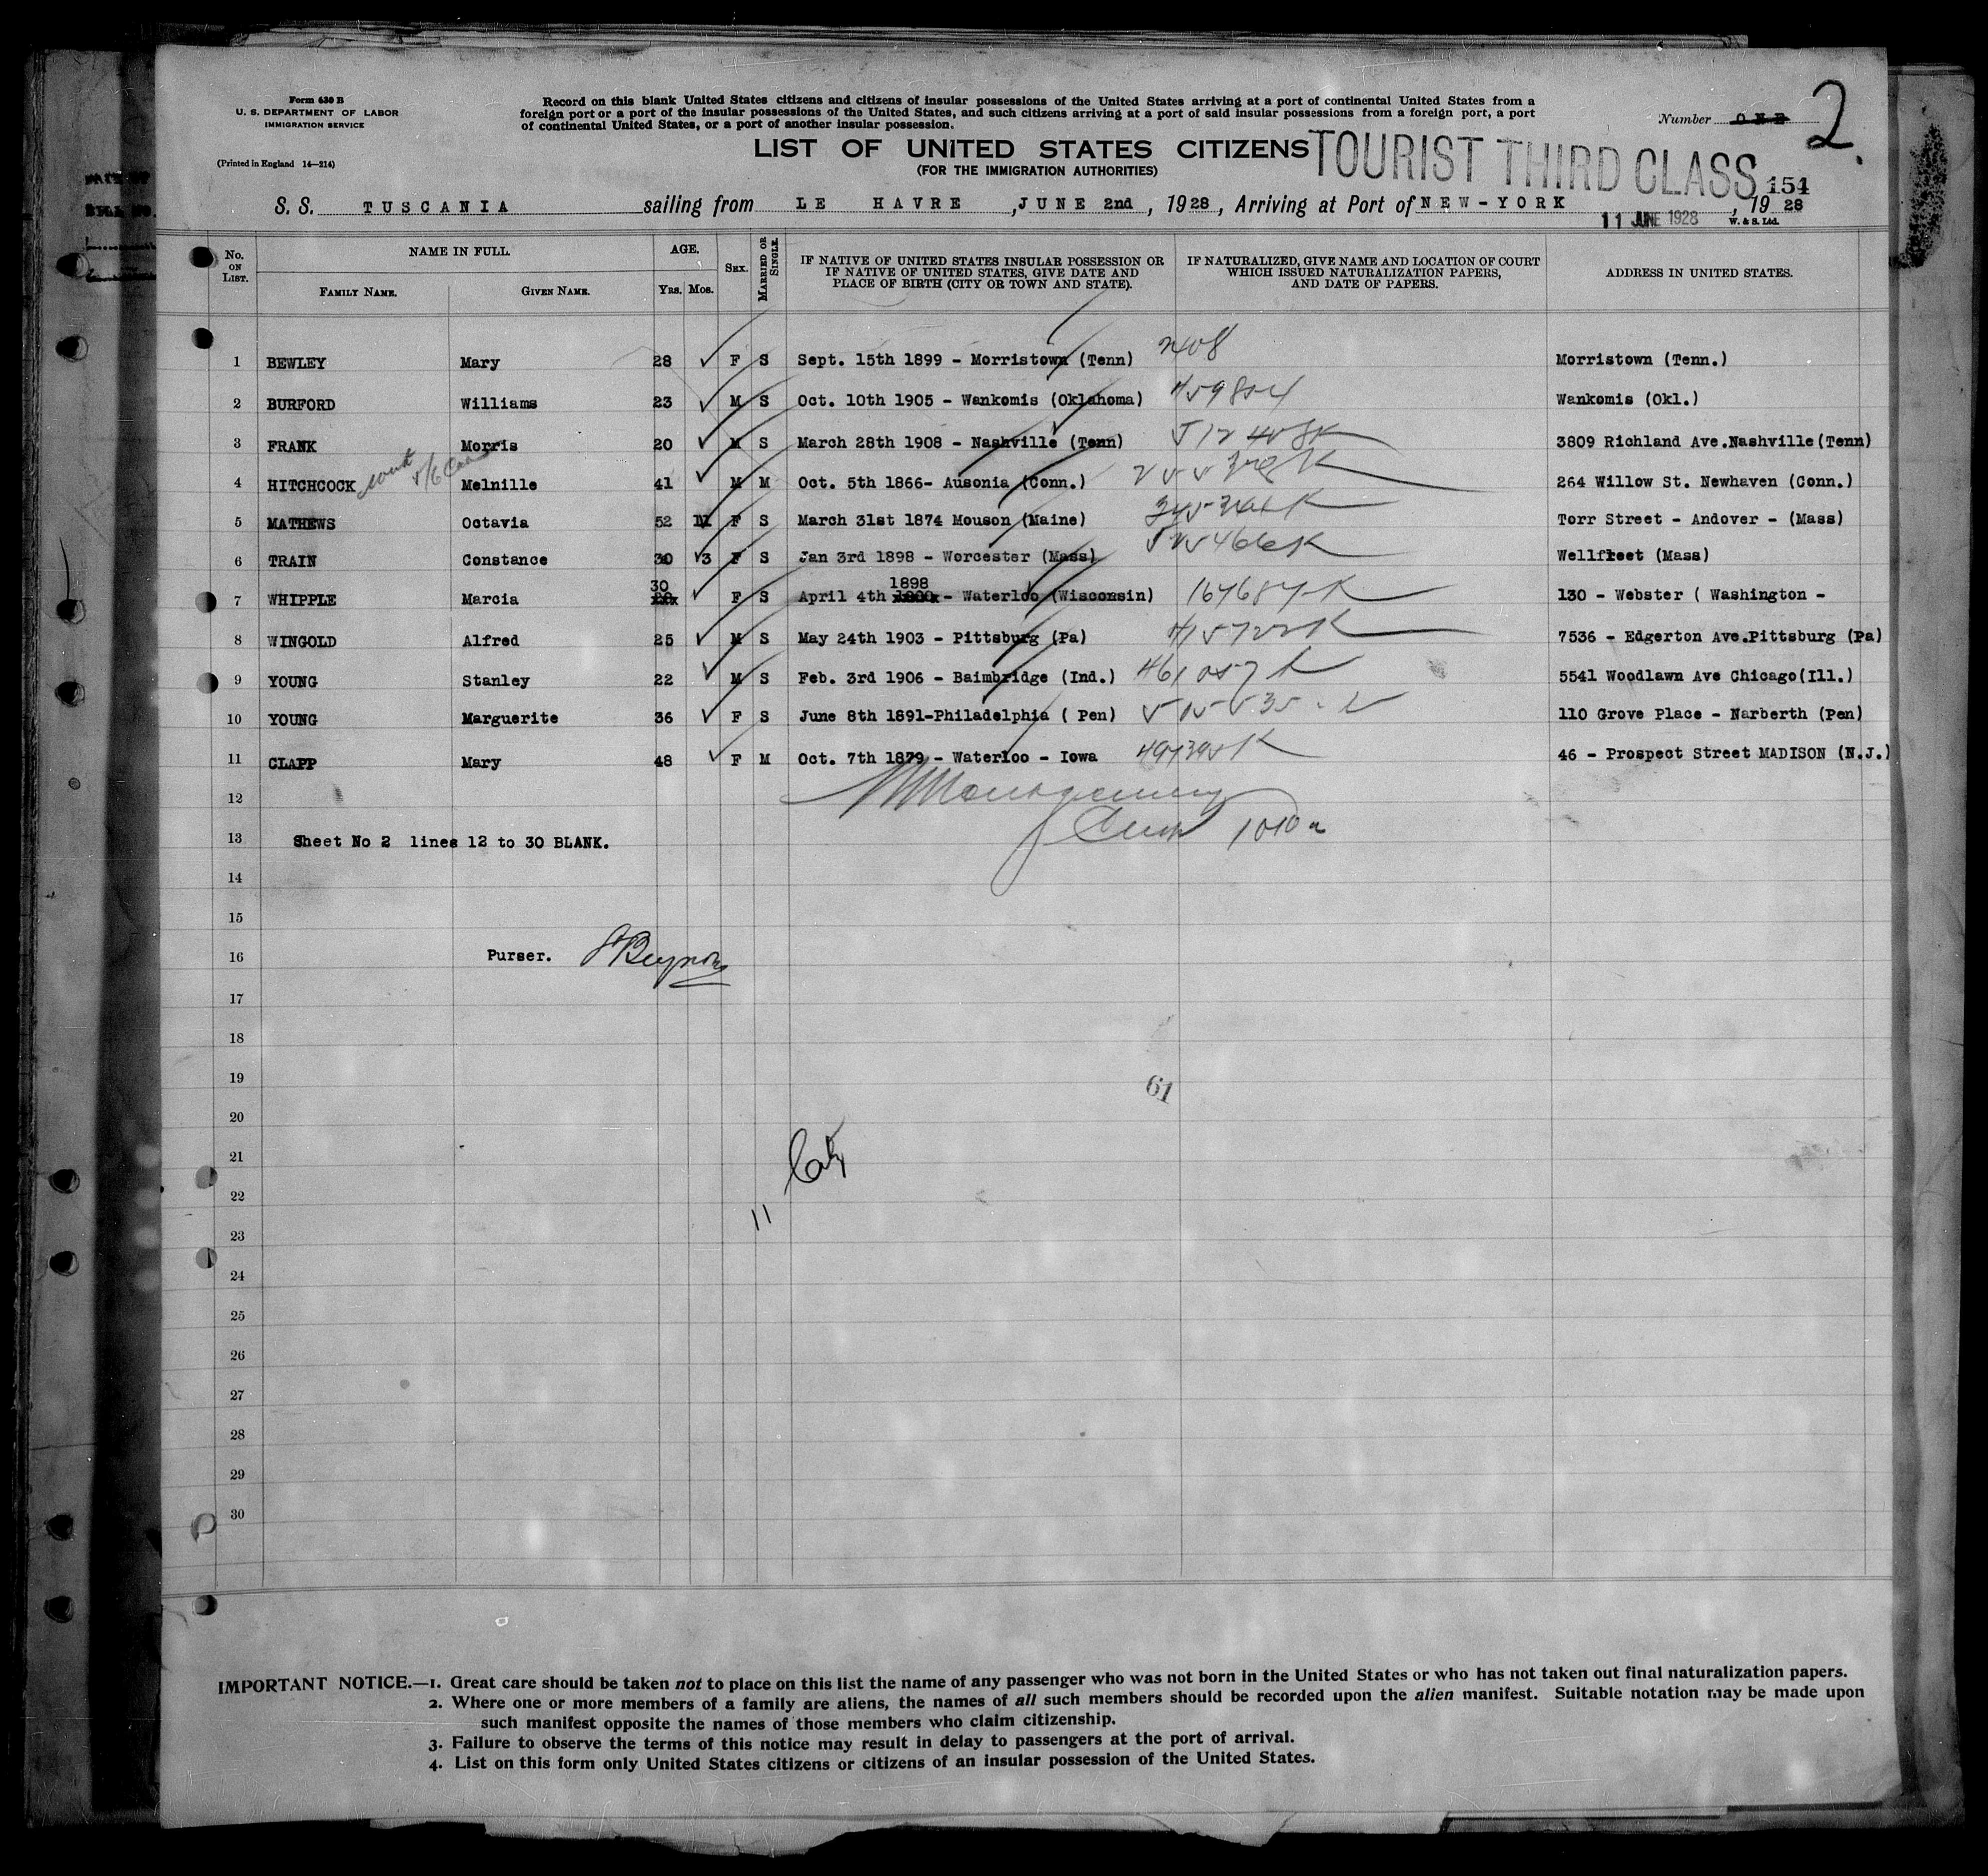 Form 630 B
U. S. DEPARTMENT OF LABOR
IMMIGRATION SERVICE
(Printed in England 14—214)
Record on this blank United States citizens and citizens of insular possessions of the United States arriving at a port of continental United States from a
foreign port or a port of the insular possessions of the United States, and such citizens arriving at a port of said insular possessions from a foreign port, a port
of continental United States, or a port of another insular possession.
Number ONE 2.
LIST OF UNITED STATES CITIZENS
TOURIST THIRD CLASS
(FOR THE IMMIGRATION AUTHORITIES)
154
S. S. TUSCANIA sailing from LE HAVRE, JUNE 2nd, 1928, Arriving at Port of NEW-YORK, 1928
11 JUNE 1928
W. & S. Ltd.
No. ON LIST. NAME IN FULL. FAMILY NAME. GIVEN NAME. AGE. YRS. MOS. SEX. MARRIED OR SINGLE. IF NATIVE OF UNITED STATES INSULAR POSSESSION OR IF NATIVE OF UNITED STATES, GIVE DATE AND PLACE OF BIRTH (CITY OR TOWN AND STATE). IF NATURALIZED, GIVE NAME AND LOCATION OF COURT WHICH ISSUED NATURALIZATION PAPERS, AND DATE OF PAPERS. ADDRESS IN UNITED STATES.
1 BEWLEY Mary 28 F S Sept. 15th 1899 - Morristown (Tenn) 2408 Morristown (Tenn.)
2 BURFORD Williams 23 M S Oct. 10th 1905 - Wankomis (Oklahoma) Wankomis (Okl.)
3 FRANK Morris 20 M S March 28th 1908 - Nashville (Tenn) 3809 Richland Ave.Nashville(Tenn)
4 HITCHCOCK Melnille 41 M M Oct. 5th 1866- Ausonia (Conn.) 264 Willow St. Newhaven (Conn.)
5 MATHEWS Octavia 52 11 F S March 31st 1874 Mouson (Maine) Torr Street - Andover - (Mass)
6 TRAIN Constance 30 3 F S Jan 3rd 1898 - Worcester (Mass) 525466K Wellfreet (Mass)
7 WHIPPLE Marcia 30 F S April 4th 1898 - Waterloo (Wisconsin) 167687K 130 - Webster ( Washington -
8 WINGOLD Alfred 25 M S May 24th 1903 - Pittsburg (Pa) 7536 - Edgerton Ave.Pittsburg (Pa)
9 YOUNG Stanley 22 M S Feb. 3rd 1906 - Baimbridge (Ind.) 5541 Woodlawn Ave Chicago(Ill.)
10 YOUNG Marguerite 36 F S June 8th 1891-Philadelphia ( Pen) 110 Grove Place - Narberth (Pen)
11 CLAPP Mary 48 F M Oct. 7th 1879 - Waterloo - Iowa 46 - Prospect Street MADISON (N.J.)
12
13 Sheet No 2 lines 12 to 30 BLANK.
14
15
16 Purser.
17
18
19
61
20
21
22
11
23
24
25
26
27
28
29
30
IMPORTANT NOTICE.—1. Great care should be taken not to place on this list the name of any passenger who was not born in the United States or who has not taken out final naturalization papers.
2. Where one or more members of a family are aliens, the names of all such members should be recorded upon the alien manifest. Suitable notation may be made upon
such manifest opposite the names of those members who claim citizenship.
3. Failure to observe the terms of this notice may result in delay to passengers at the port of arrival.
4. List on this form only United States citizens or citizens of an insular possession of the United States.